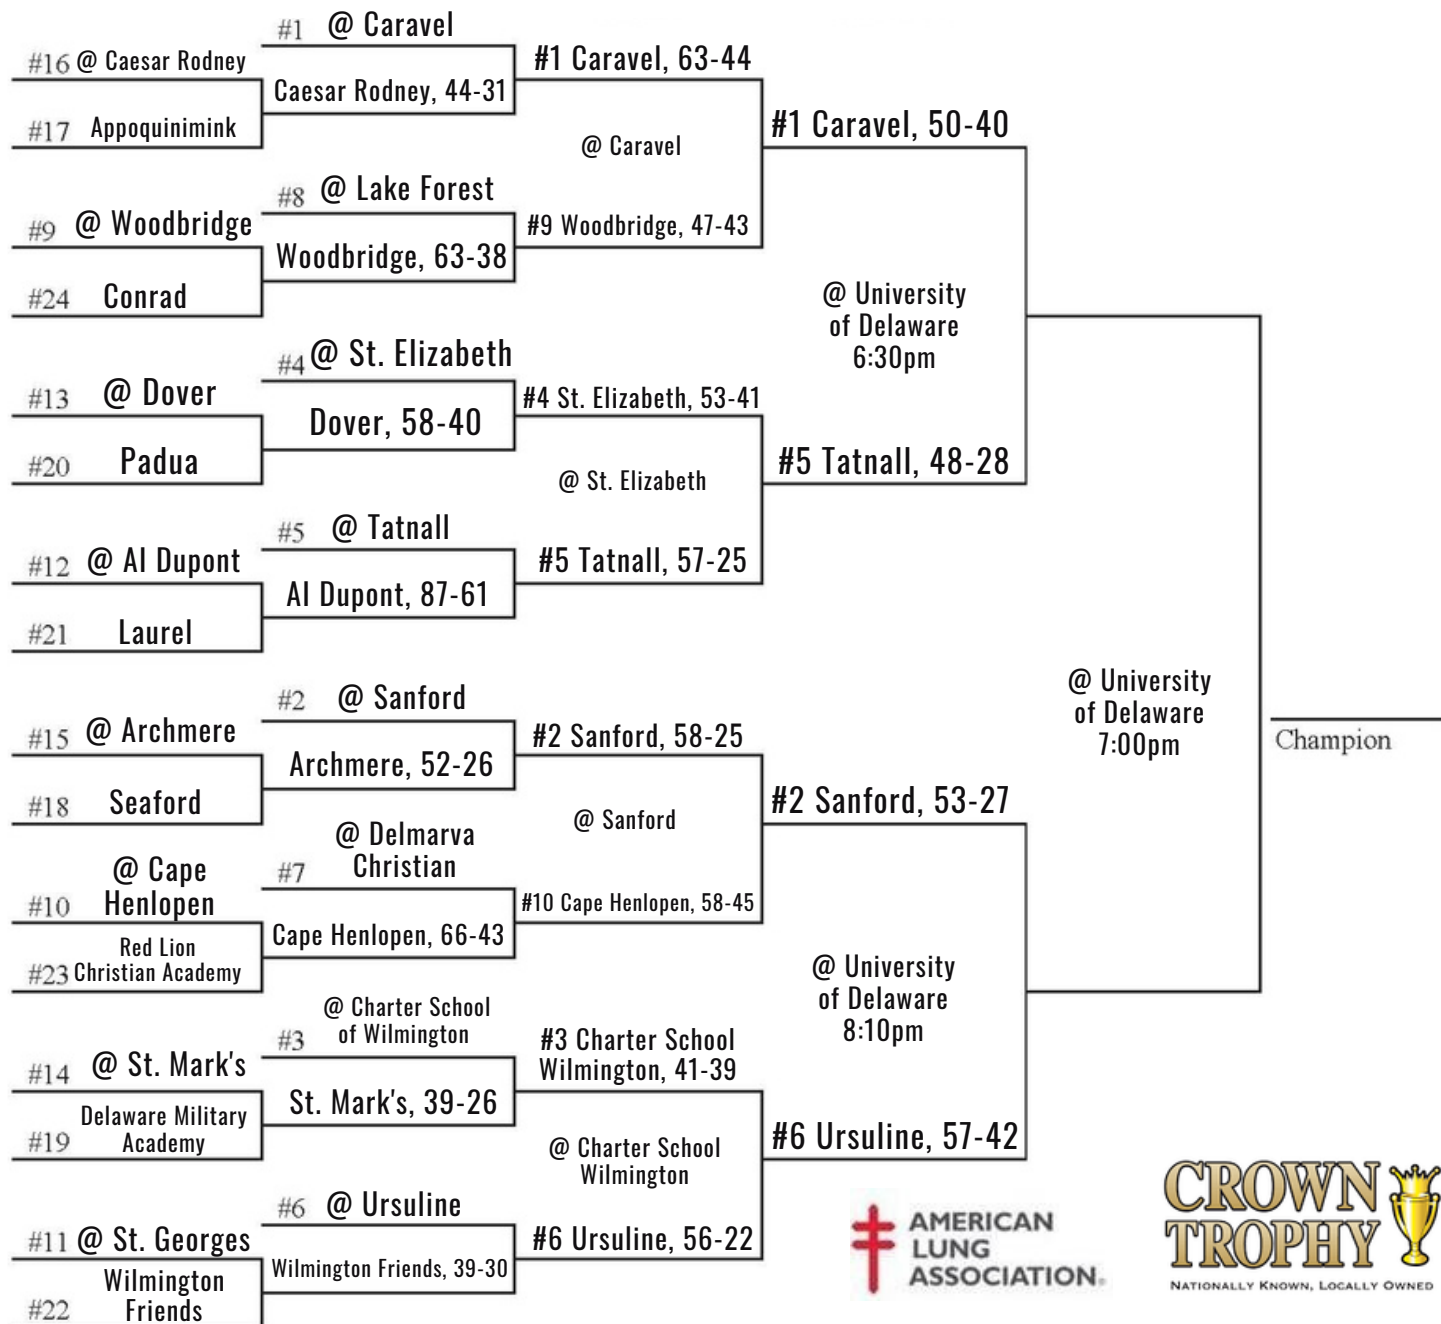 #1 @ Caravel
#16 @ Caesar Rodney
#1 Caravel, 63-44
Caesar Rodney, 44-31
#17 Appoquinimink
#1 Caravel, 50-40
@ Caravel
#8 @ Lake Forest
#9 @ Woodbridge
#9 Woodbridge, 47-43
Woodbridge, 63-38
#24 Conrad
@ University
of Delaware
6:30pm
#4 @ St. Elizabeth
#13 @ Dover
#4 St. Elizabeth, 53-41
Dover, 58-40
#20 Padua
#5 Tatnall, 48-28
@ St. Elizabeth
#5 @ Tatnall
#12 @ AI Dupont
#5 Tatnall, 57-25
AI Dupont, 87-61
#21 Laurel
@ University
of Delaware
7:00pm
Champion
#2 @ Sanford
#15 @ Archmere
#2 Sanford, 58-25
Archmere, 52-26
#18 Seaford
#2 Sanford, 53-27
@ Sanford
@ Delmarva
#7 Christian
@ Cape
#10 Henlopen
#10 Cape Henlopen, 58-45
Cape Henlopen, 66-43
Red Lion
#23 Christian Academy
@ University
of Delaware
8:10pm
@ Charter School
#3 of Wilmington
#14 @ St. Mark's
#3 Charter School
Wilmington, 41-39
St. Mark's, 39-26
Delaware Military
#19 Academy
#6 Ursuline, 57-42
@ Charter School
Wilmington
#6 @ Ursuline
#11 @ St. Georges
#6 Ursuline, 56-22
Wilmington Friends, 39-30
Wilmington
#22 Friends
AMERICAN
LUNG
ASSOCIATION®
CROWN
TROPHY
NATIONALLY KNOWN, LOCALLY OWNED